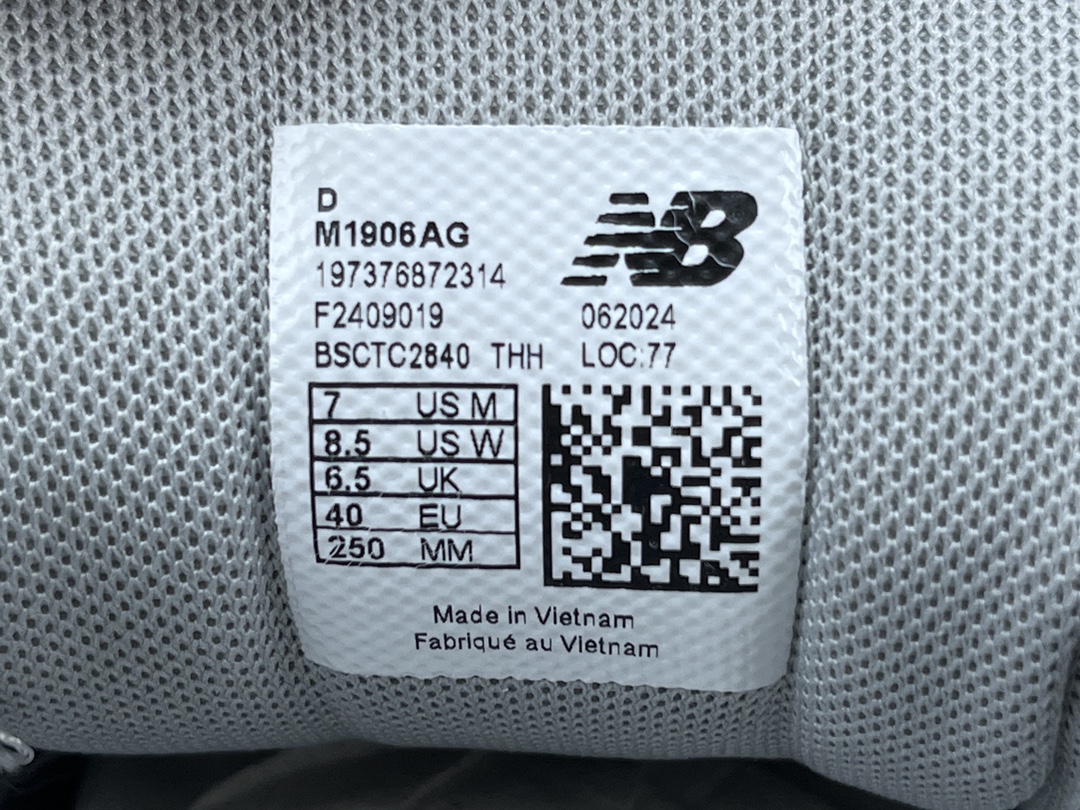 D
M1906AG
NB
197376872314
F2409019 062024
BSCTC2840 THH LOC:77
7 US M
8.5 US W
6.5 UK
40 EU
250 MM
Made in Vietnam
Fabriqué au Vietnam